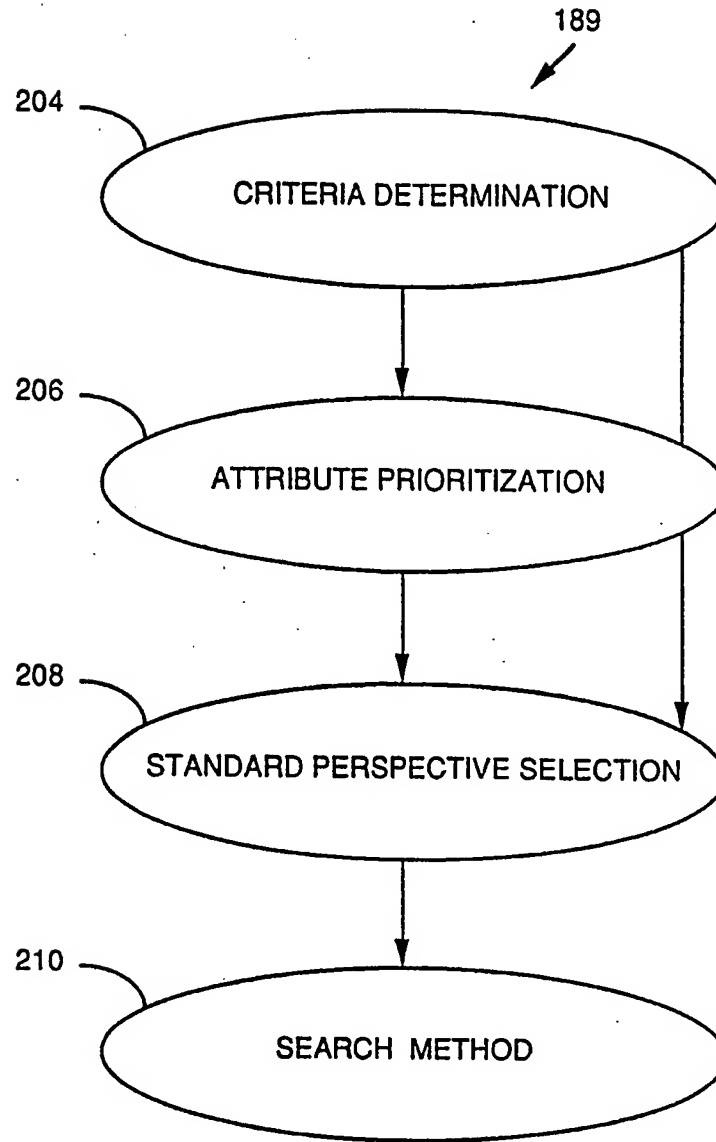 189
204
CRITERIA DETERMINATION
206
ATTRIBUTE PRIORITIZATION
208
STANDARD PERSPECTIVE SELECTION
210
SEARCH METHOD